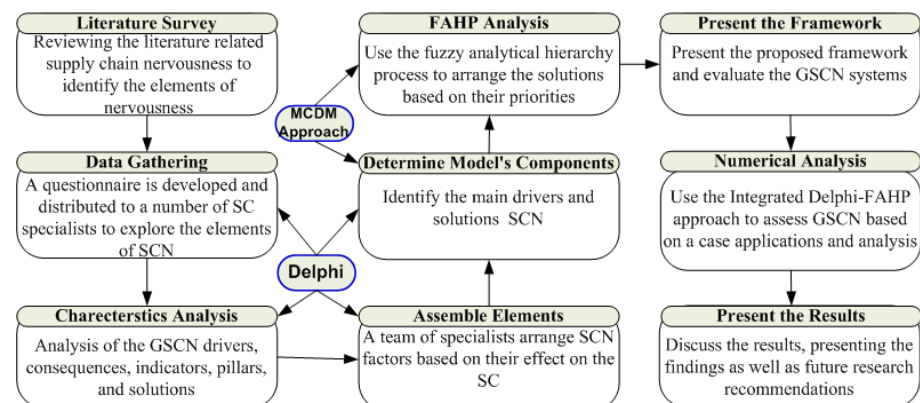 Literature Survey
Reviewing the literature related
supply chain nervousness to
identify the elements of
nervousness
Data Gathering
A questionnaire is developed and
distributed to a number of SC
specialists to explore the elements
of SCN
Charecterstics Analysis
Analysis of the GSCN drivers,
consequences, indicators, pillars,
and solutions
MCDM
Approach
Delphi
FAHP Analysis
Use the fuzzy analytical hierarchy
process to arrange the solutions
based on their priorities
Determine Model's Components
Identify the main drivers and
solutions SCN
Assemble Elements
A team of specialists arrange SCN
factors based on their effect on the
SC
Present the Framework
Present the proposed framework
and evaluate the GSCN systems
Numerical Analysis
Use the Integrated Delphi-FAHP
approach to assess GSCN based
on a case applications and analysis
Present the Results
Discuss the results, presenting the
findings as well as future research
recommendations